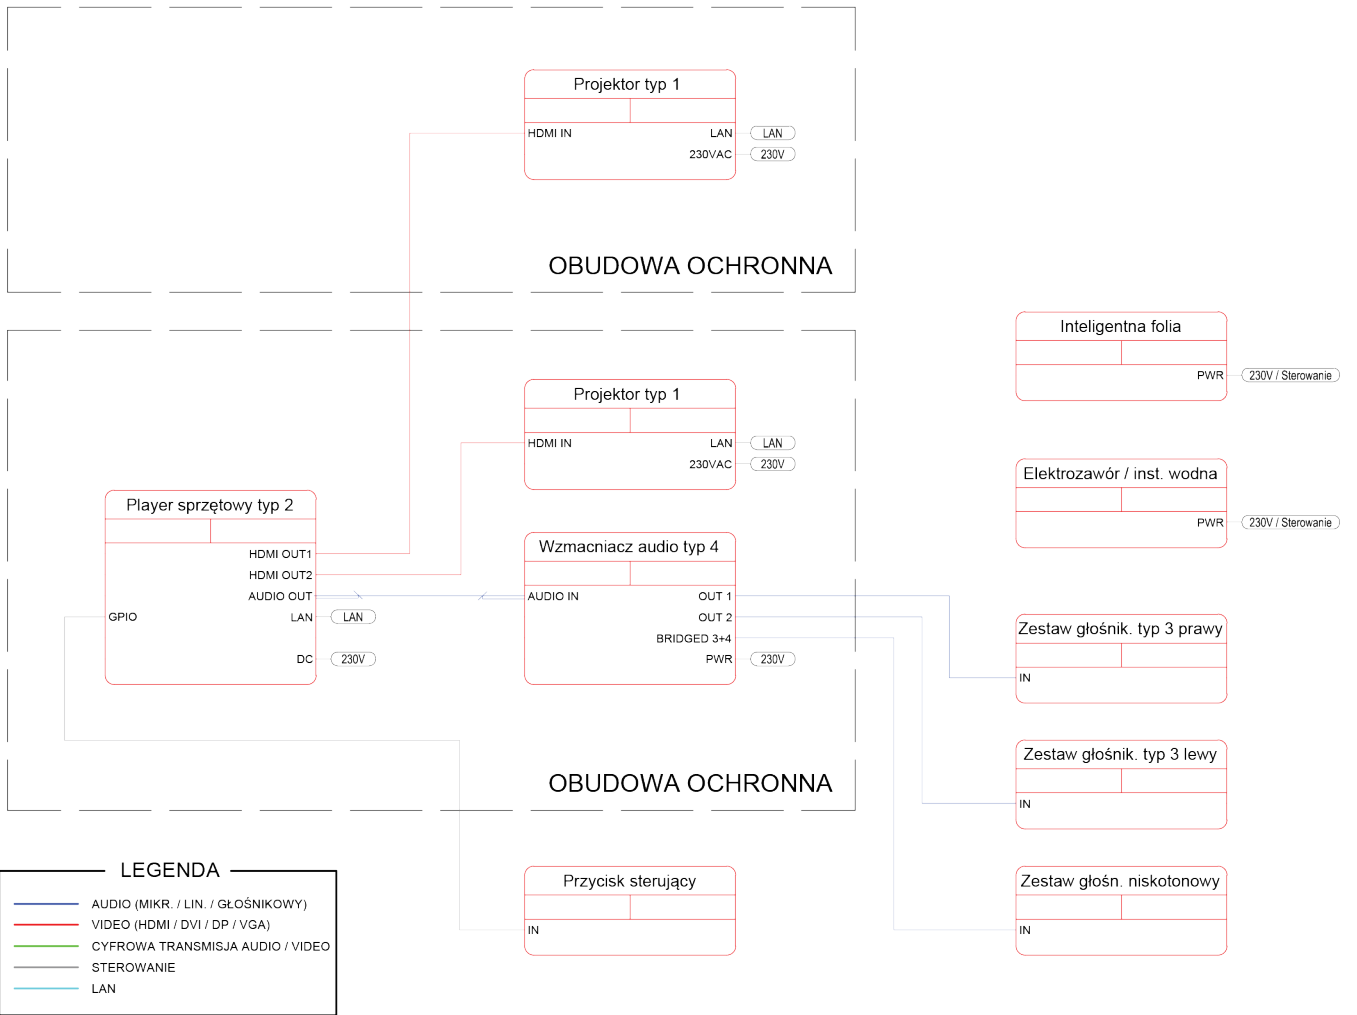 Projektor typ 1
HDMI IN
LAN
LAN
230VAC
230V
OBUDOWA OCHRONNA
Inteligentna folia
PWR
230V / Sterowanie
Projektor typ 1
HDMI IN
LAN
LAN
230VAC
230V
Elektrozawór / inst. wodna
PWR
230V / Sterowanie
Player sprzętowy typ 2
HDMI OUT1
HDMI OUT2
AUDIO OUT
GPIO
LAN
LAN
DC
230V
Wzmacniacz audio typ 4
AUDIO IN
OUT 1
OUT 2
BRIDGED 3+4
PWR
230V
Zestaw głośnik. typ 3 prawy
IN
Zestaw głośnik. typ 3 lewy
IN
OBUDOWA OCHRONNA
Przycisk sterujący
IN
Zestaw głośn. niskotonowy
IN
LEGENDA
AUDIO (MIKR. / LIN. / GŁOŚNIKOWY)
VIDEO (HDMI / DVI / DP / VGA)
CYFROWA TRANSMISJA AUDIO / VIDEO
STEROWANIE
LAN